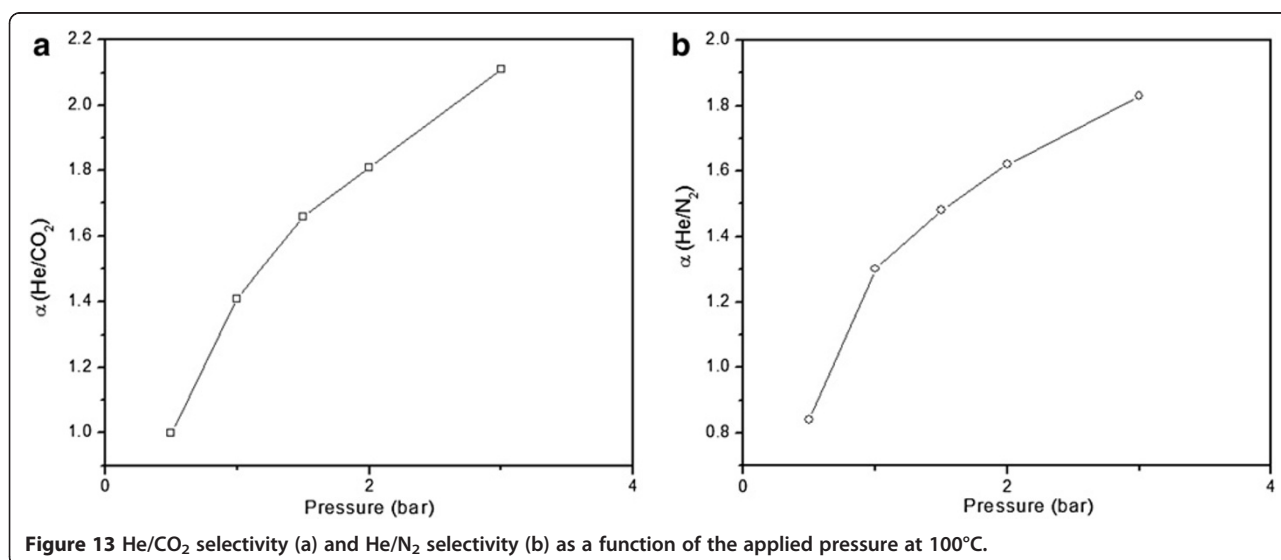 a
2.2
2.0
1.8
1.6
1.4
1.2
1.0
α (He/CO₂)
0
2
4
Pressure (bar)
b
2.0
1.8
1.6
1.4
1.2
1.0
0.8
α (He/N₂)
0
2
4
Pressure (bar)
Figure 13 He/CO₂ selectivity (a) and He/N₂ selectivity (b) as a function of the applied pressure at 100°C.